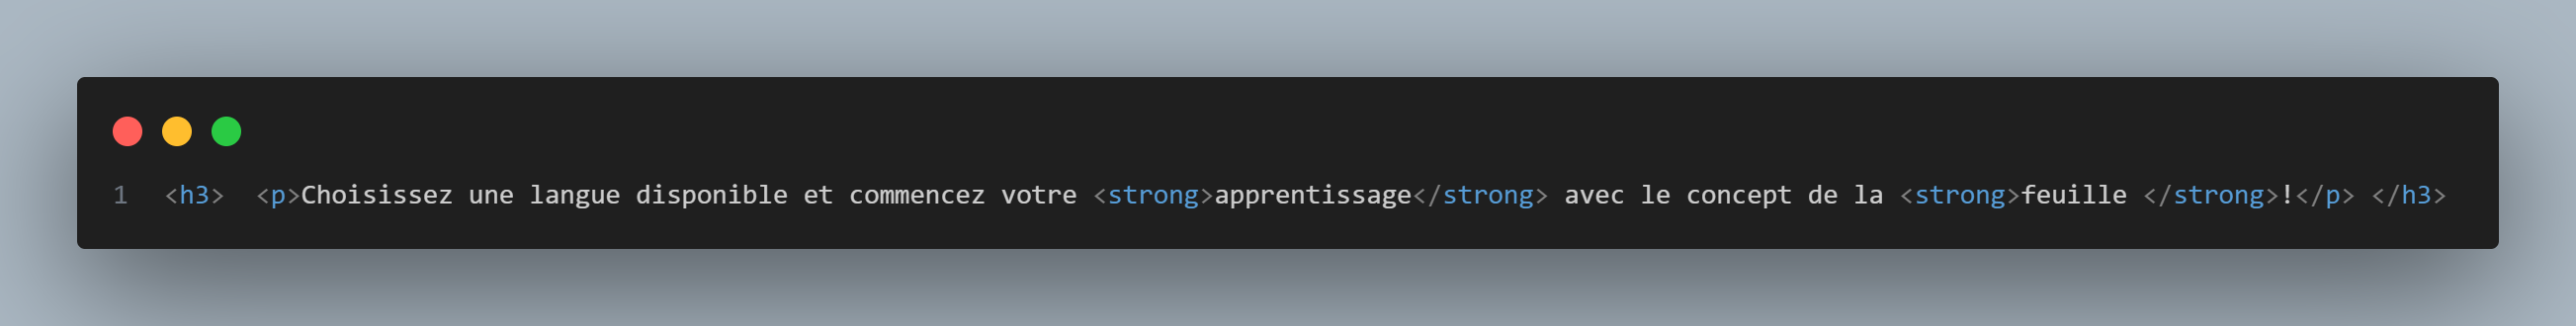 1 <h3>  <p>Choisissez une langue disponible et commencez votre <strong>apprentissage</strong> avec le concept de la <strong>feuille </strong>!</p> </h3>